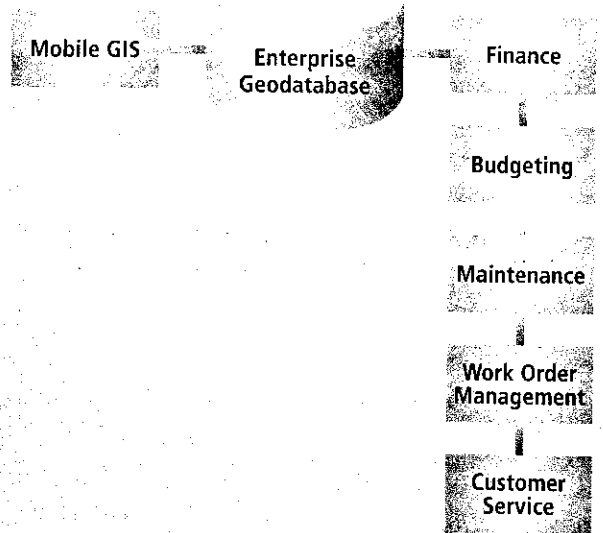 Mobile GIS
Enterprise
Geodatabase
Finance
Budgeting
Maintenance
Work Order
Management
Customer
Service